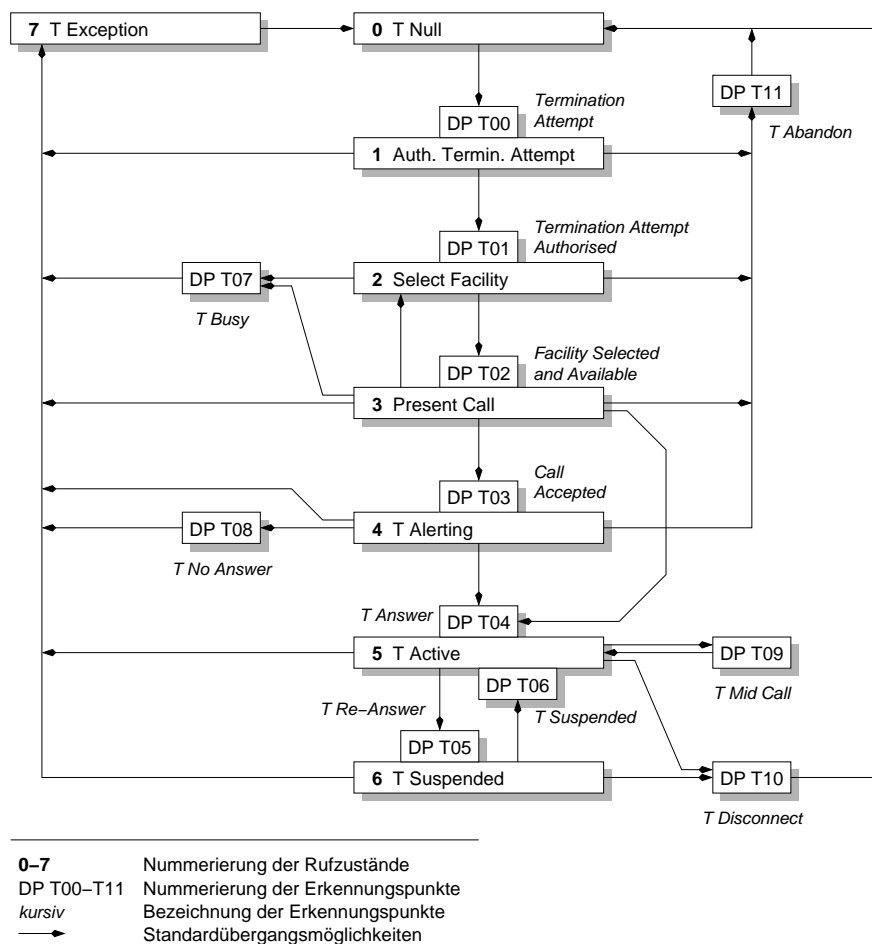 7 T Exception
0 T Null
DP T11
T Abandon
Termination
Attempt
DP T00
1 Auth. Termin. Attempt
Termination Attempt
Authorised
DP T01
DP T07
2 Select Facility
T Busy
Facility Selected
and Available
DP T02
3 Present Call
Call
Accepted
DP T03
DP T08
4 T Alerting
T No Answer
T Answer
DP T04
5 T Active
DP T09
DP T06
T Mid Call
T Re−Answer
T Suspended
DP T05
6 T Suspended
DP T10
T Disconnect
0−7 Nummerierung der Rufzustände
DP T00−T11 Nummerierung der Erkennungspunkte
kursiv Bezeichnung der Erkennungspunkte
Standardübergangsmöglichkeiten